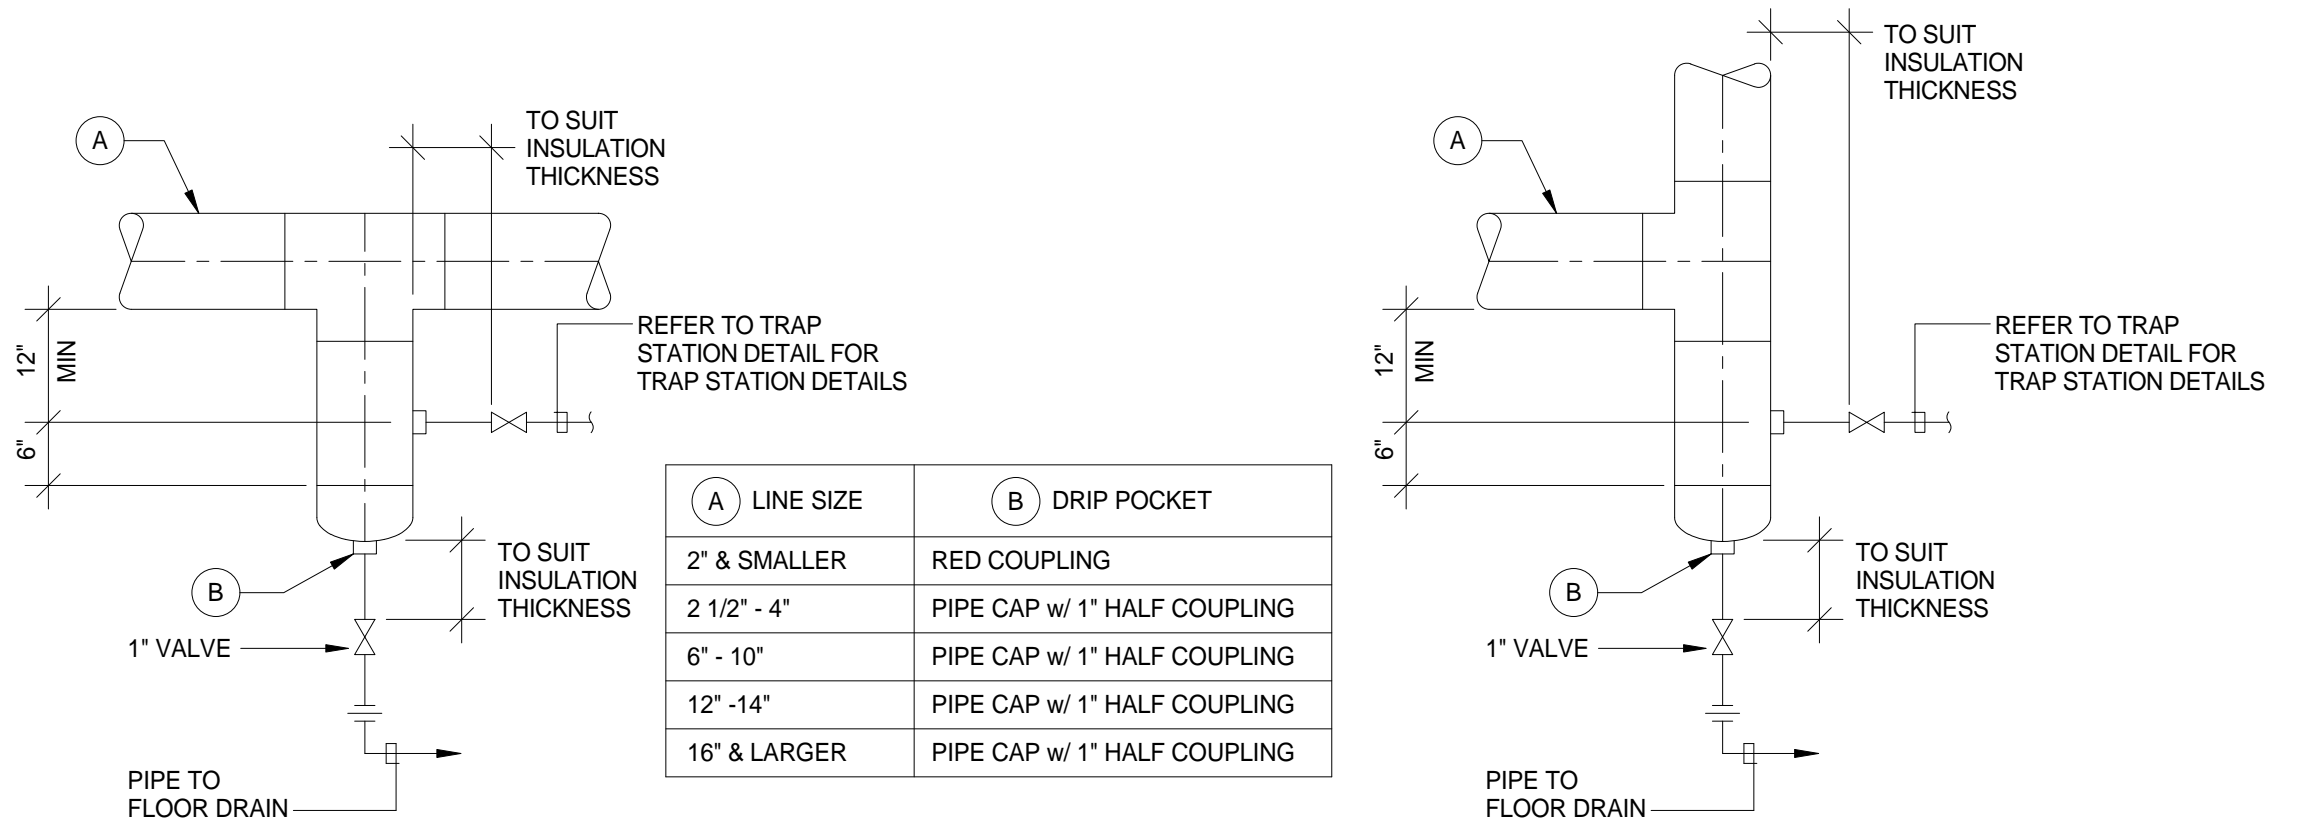 A
TO SUIT
INSULATION
THICKNESS
12"
MIN
6"
REFER TO TRAP
STATION DETAIL FOR
TRAP STATION DETAILS
TO SUIT
INSULATION
THICKNESS
B
1" VALVE
PIPE TO
FLOOR DRAIN
A LINE SIZE B DRIP POCKET
2" & SMALLER RED COUPLING
2 1/2" - 4" PIPE CAP w/ 1" HALF COUPLING
6" - 10" PIPE CAP w/ 1" HALF COUPLING
12" -14" PIPE CAP w/ 1" HALF COUPLING
16" & LARGER PIPE CAP w/ 1" HALF COUPLING
TO SUIT
INSULATION
THICKNESS
A
12"
MIN
6"
REFER TO TRAP
STATION DETAIL FOR
TRAP STATION DETAILS
TO SUIT
INSULATION
THICKNESS
B
1" VALVE
PIPE TO
FLOOR DRAIN